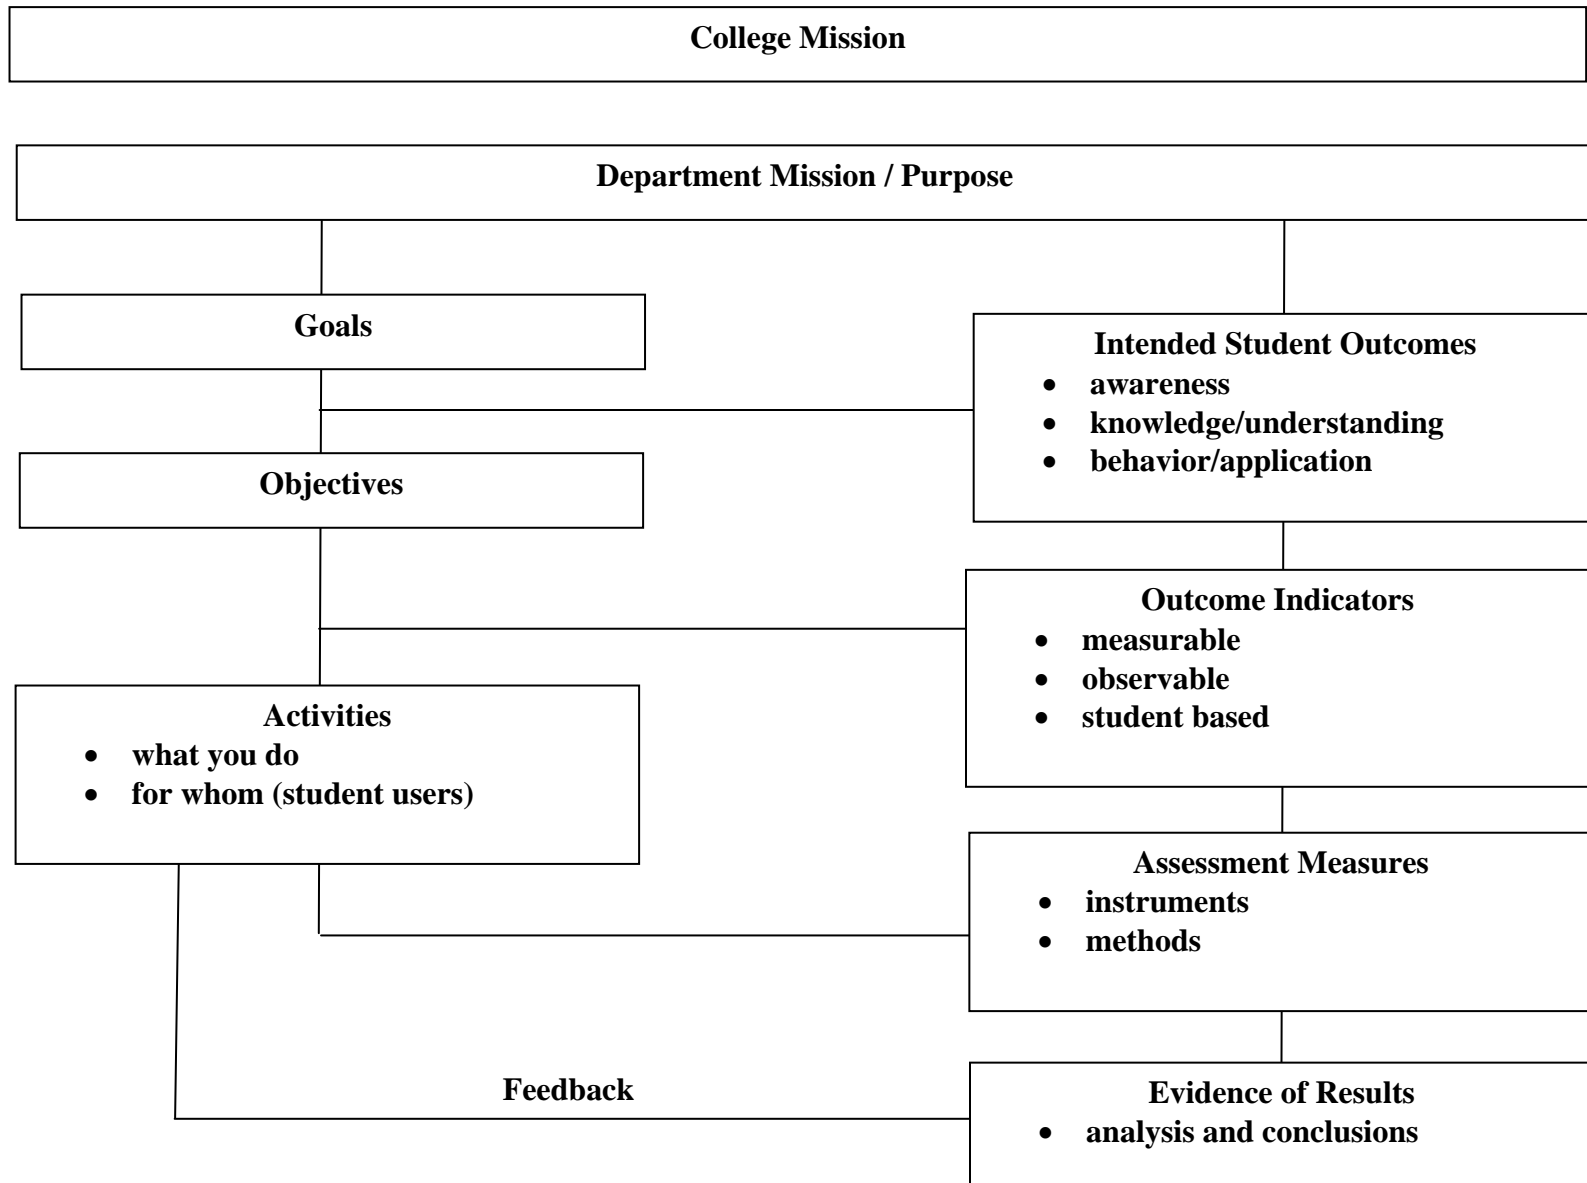 College Mission
Department Mission / Purpose
Goals
Intended Student Outcomes
• awareness
• knowledge/understanding
• behavior/application
Objectives
Outcome Indicators
• measurable
• observable
• student based
Activities
• what you do
• for whom (student users)
Assessment Measures
• instruments
• methods
Feedback
Evidence of Results
• analysis and conclusions